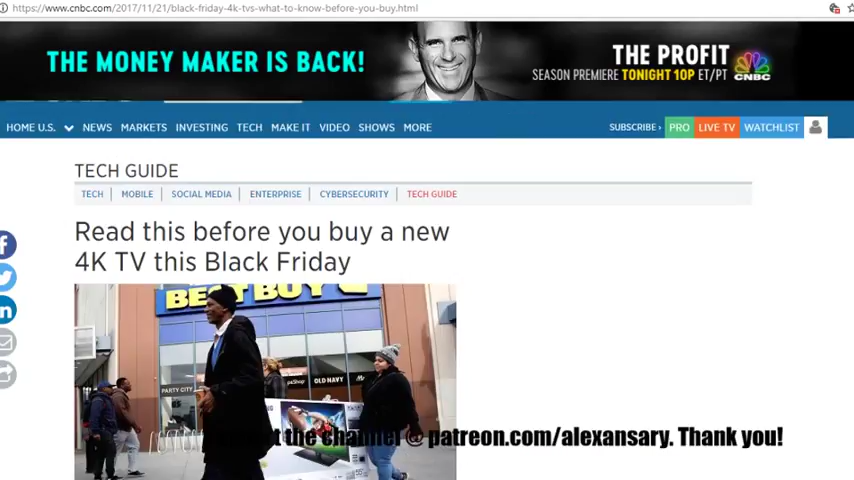 https://www.cnbc.com/2017/11/21/black-friday-4k-tvs-what-to-know-before-you-buy.html
THE MONEY MAKER IS BACK!
THE PROFIT
SEASON PREMIERE TONIGHT 10P ET/PT
CNBC
HOME U.S. NEWS MARKETS INVESTING TECH MAKE IT VIDEO SHOWS MORE SUBSCRIBE PRO LIVE TV WATCHLIST
TECH GUIDE
TECH MOBILE SOCIAL MEDIA ENTERPRISE CYBERSECURITY TECH GUIDE
Read this before you buy a new
4K TV this Black Friday
BEST BUY
PARTY CITY
OLD NAVY
the channel @ patreon.com/alexansary. Thank you!